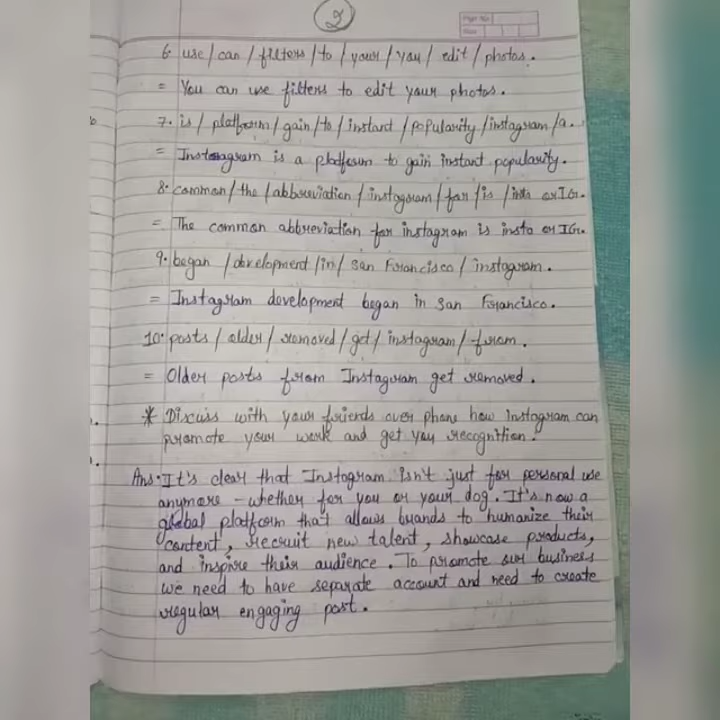 2
Page No.
Date
6. use / can / filters / to / your / you / edit / photos.
= You can use filters to edit your photos.
7. is / platform / gain / to / instant / popularity / instagram / a.
= Instagram is a platform to gain instant popularity.
8. common / the / abbreviation / instagram / for / is / insta or IG.
= The common abbreviation for instagram is insta or IG.
9. began / development / in / san Francisco / instagram.
= Instagram development began in san Francisco.
10. posts / older / removed / get / instagram / from.
= Older posts from Instagram get removed.
* Discuss with your friends over phone how Instagram can
promote your work and get you recognition.
Ans. It's clear that Instagram isn't just for personal use
anymore - whether for you or your dog. It's now a
global platform that allows brands to humanize their
content, recruit new talent, showcase products,
and inspire their audience. To promote our business
we need to have separate account and need to create
regular engaging post.